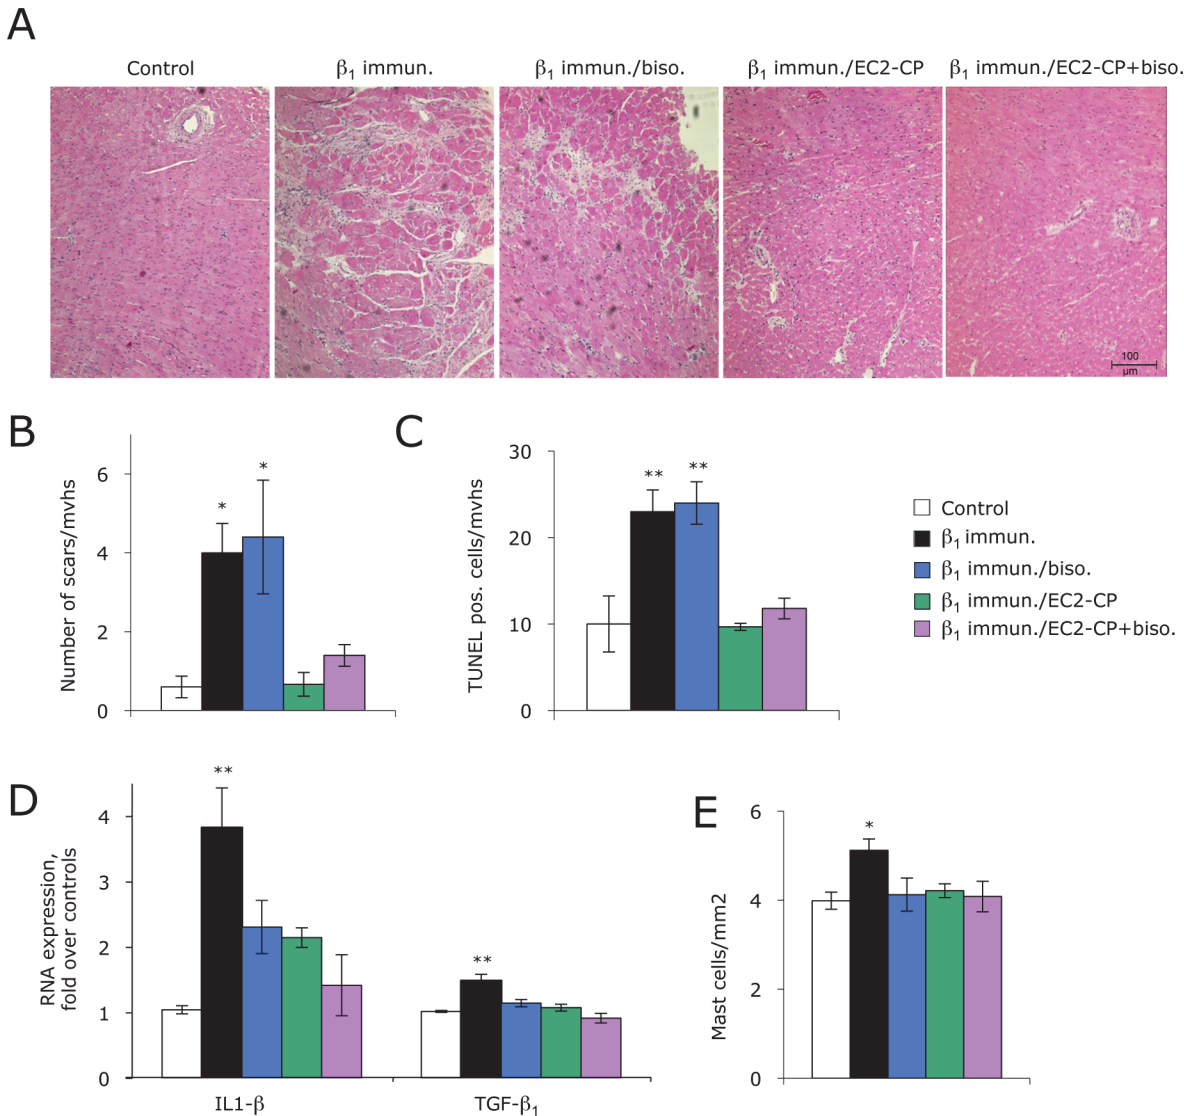 A
Control
β1 immun.
β1 immun./biso.
β1 immun./EC2-CP
β1 immun./EC2-CP+biso.
100
µm
B
Number of scars/mvhs
6
4
2
0
*
*
C
TUNEL pos. cells/mvhs
30
20
10
0
**
**
Control
β1 immun.
β1 immun./biso.
β1 immun./EC2-CP
β1 immun./EC2-CP+biso.
D
RNA expression,
fold over controls
4
3
2
1
0
**
**
IL1-β
TGF-β1
E
Mast cells/mm2
6
4
2
0
*